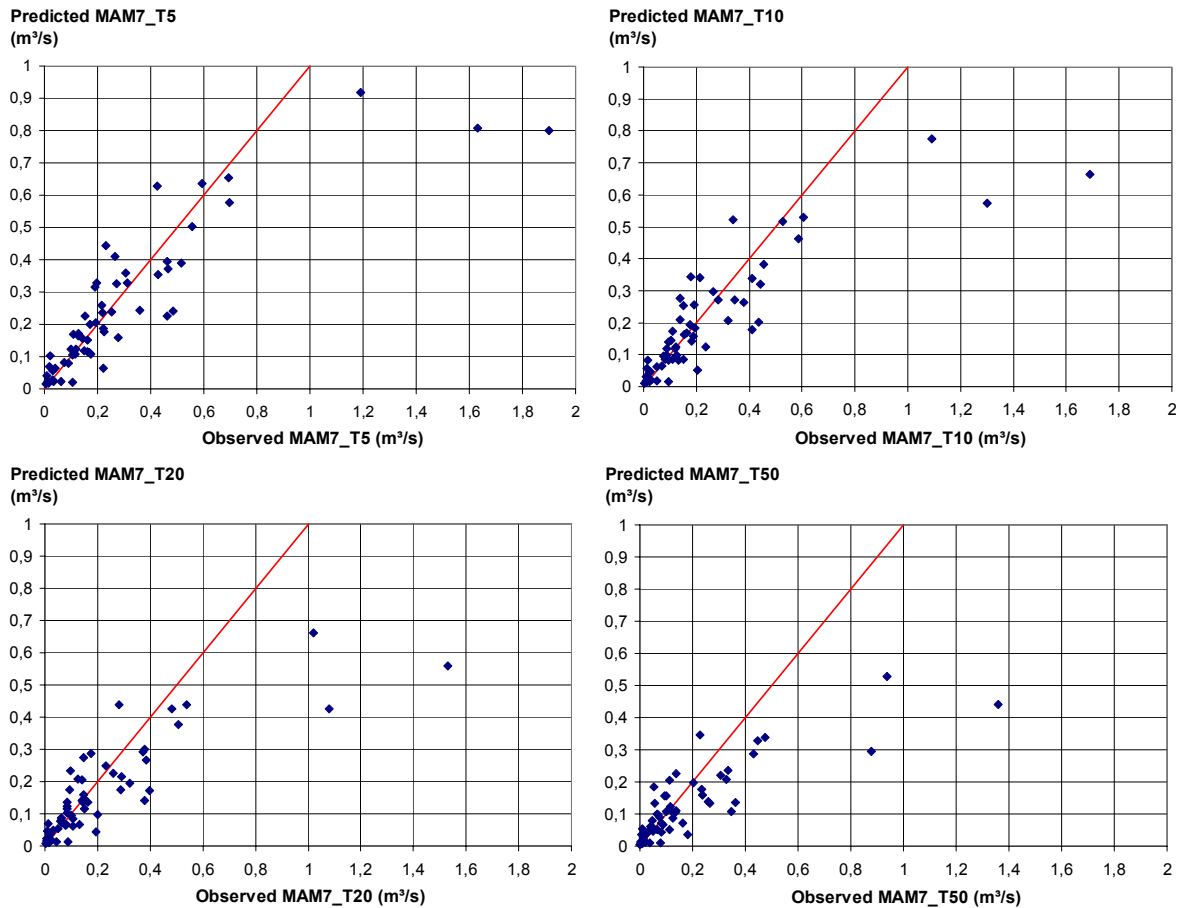 Predicted MAM7_T5
(m³/s)
1
0,9
0,8
0,7
0,6
0,5
0,4
0,3
0,2
0,1
0
0 0,2 0,4 0,6 0,8 1 1,2 1,4 1,6 1,8 2
Observed MAM7_T5 (m³/s)
Predicted MAM7_T10
(m³/s)
1
0,9
0,8
0,7
0,6
0,5
0,4
0,3
0,2
0,1
0
0 0,2 0,4 0,6 0,8 1 1,2 1,4 1,6 1,8 2
Observed MAM7_T10 (m³/s)
Predicted MAM7_T20
(m³/s)
1
0,9
0,8
0,7
0,6
0,5
0,4
0,3
0,2
0,1
0
0 0,2 0,4 0,6 0,8 1 1,2 1,4 1,6 1,8 2
Observed MAM7_T20 (m³/s)
Predicted MAM7_T50
(m³/s)
1
0,9
0,8
0,7
0,6
0,5
0,4
0,3
0,2
0,1
0
0 0,2 0,4 0,6 0,8 1 1,2 1,4 1,6 1,8 2
Observed MAM7_T50 (m³/s)